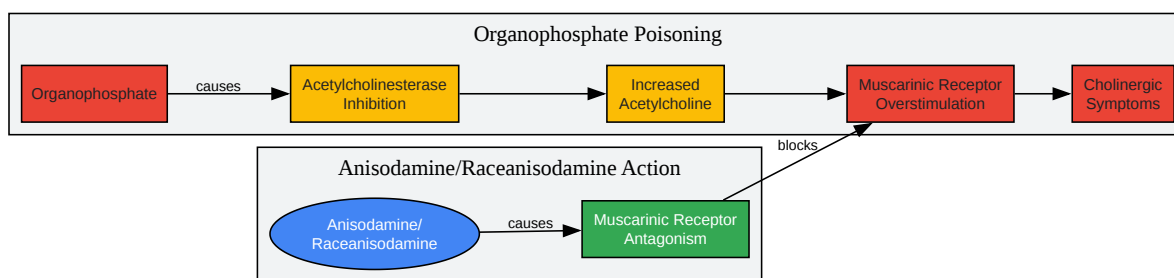 Organophosphate Poisoning
Organophosphate
causes
Acetylcholinesterase
Inhibition
Increased
Acetylcholine
Muscarinic Receptor
Overstimulation
Cholinergic
Symptoms
blocks
Anisodamine/Raceanisodamine Action
Anisodamine/
Raceanisodamine
causes
Muscarinic Receptor
Antagonism